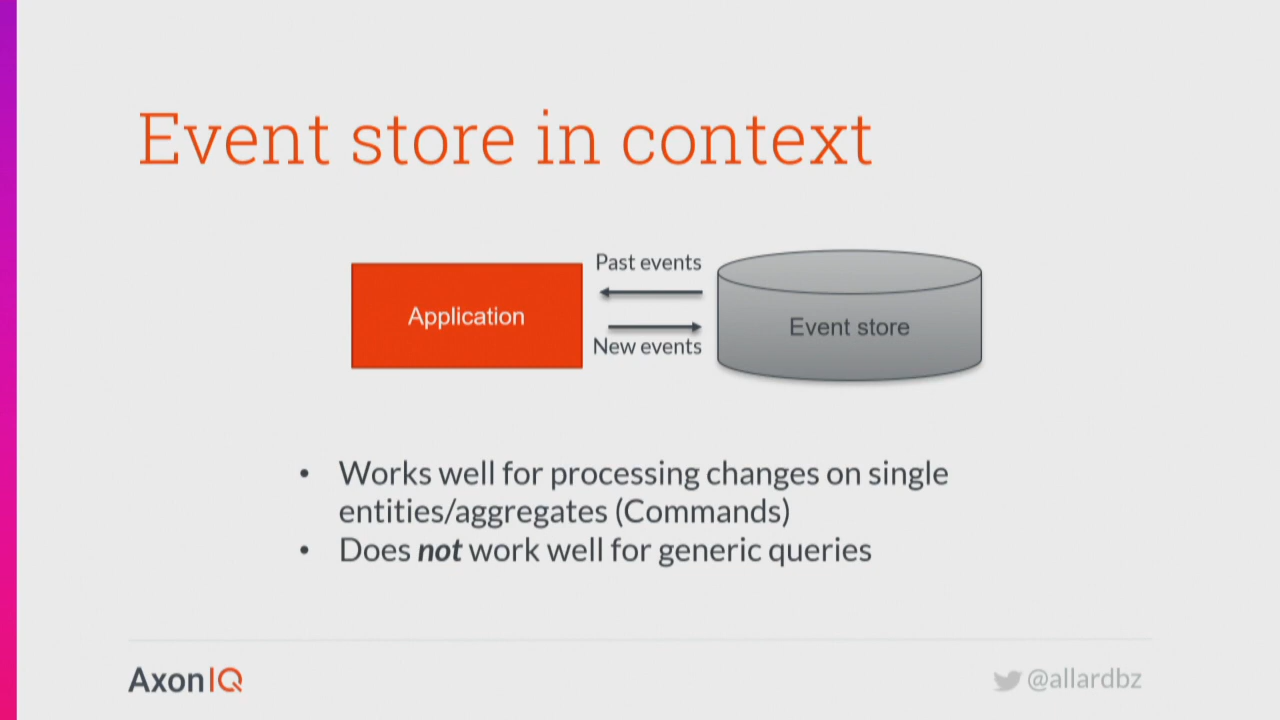 Event store in context
Past events
Application
Event store
New events
• Works well for processing changes on single
entities/aggregates (Commands)
• Does not work well for generic queries
AxonIQ
@allardbz